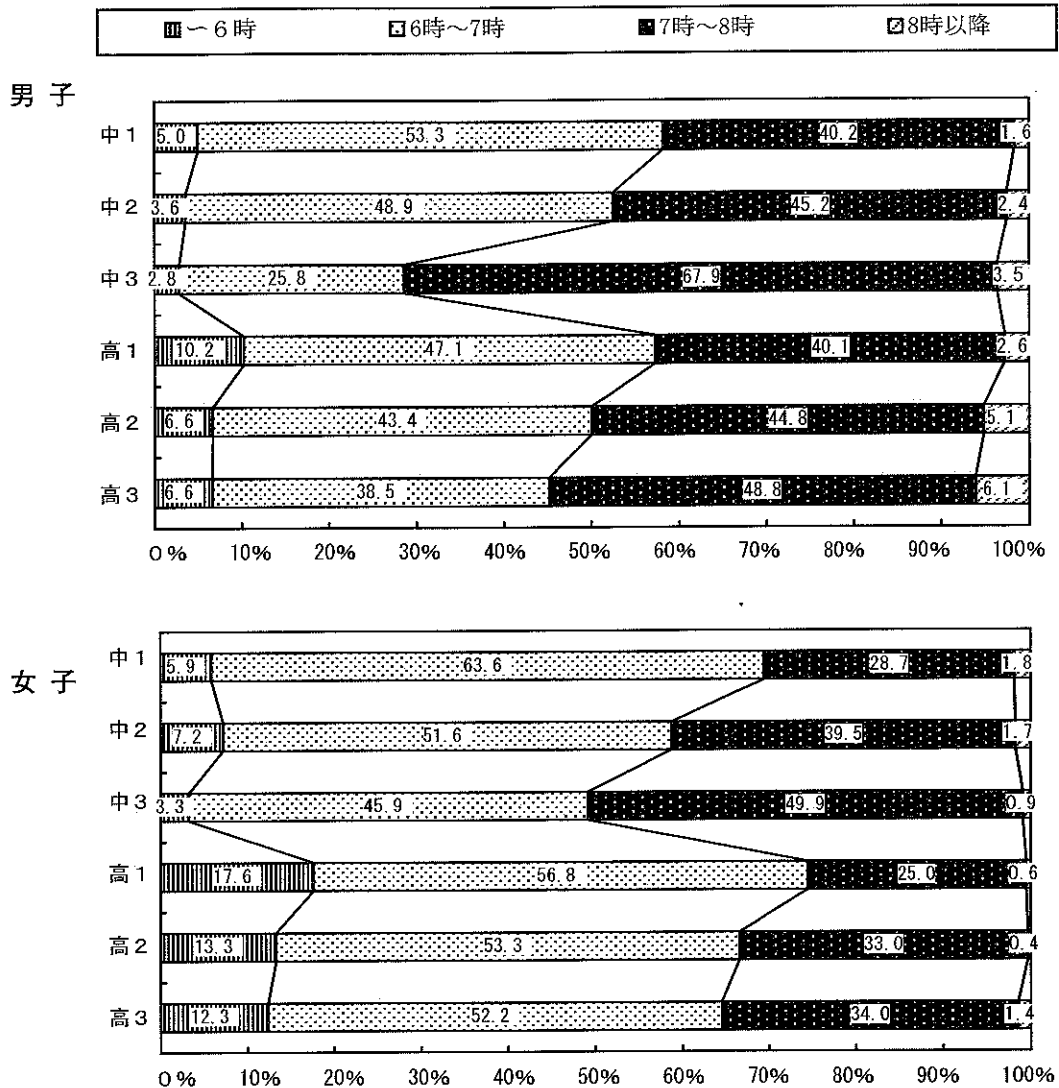 ～6時 6時～7時 7時～8時 8時以降
男子
中1 5.0 53.3 40.2 1.6
中2 3.6 48.9 45.2 2.4
中3 2.8 25.8 67.9 3.5
高1 10.2 47.1 40.1 2.6
高2 6.6 43.4 44.8 5.1
高3 6.6 38.5 48.8 6.1
0% 10% 20% 30% 40% 50% 60% 70% 80% 90% 100%
女子
中1 5.9 63.6 28.7 1.8
中2 7.2 51.6 39.5 1.7
中3 3.3 45.9 49.9 0.9
高1 17.6 56.8 25.0 0.6
高2 13.3 53.3 33.0 0.4
高3 12.3 52.2 34.0 1.4
0% 10% 20% 30% 40% 50% 60% 70% 80% 90% 100%